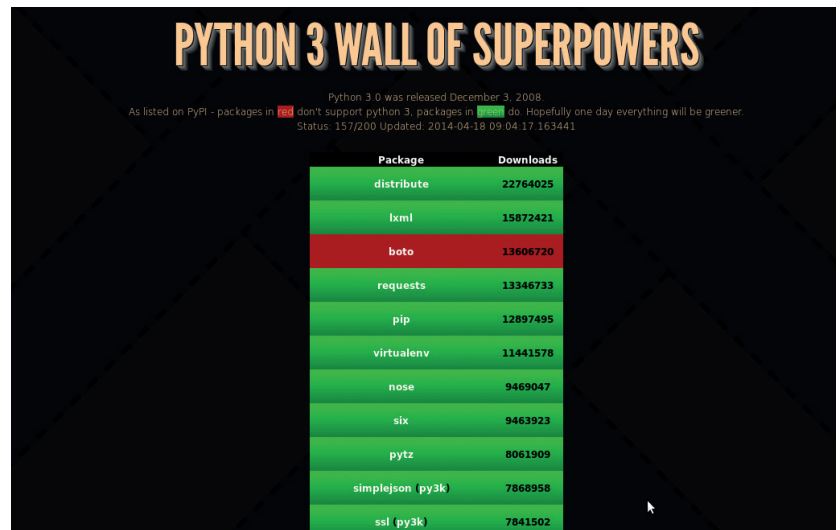 PYTHON 3 WALL OF SUPERPOWERS
Python 3.0 was released December 3, 2008.
As listed on PyPI - packages in red don't support python 3, packages in green do. Hopefully one day everything will be greener.
Status: 157/200 Updated: 2014-04-18 09:04:17.163441
Package Downloads
distribute 22764025
lxml 15872421
boto 13606720
requests 13346733
pip 12897495
virtualenv 11441578
nose 9469047
six 9463923
pytz 8061909
simplejson (py3k) 7868958
ssl (py3k) 7841502